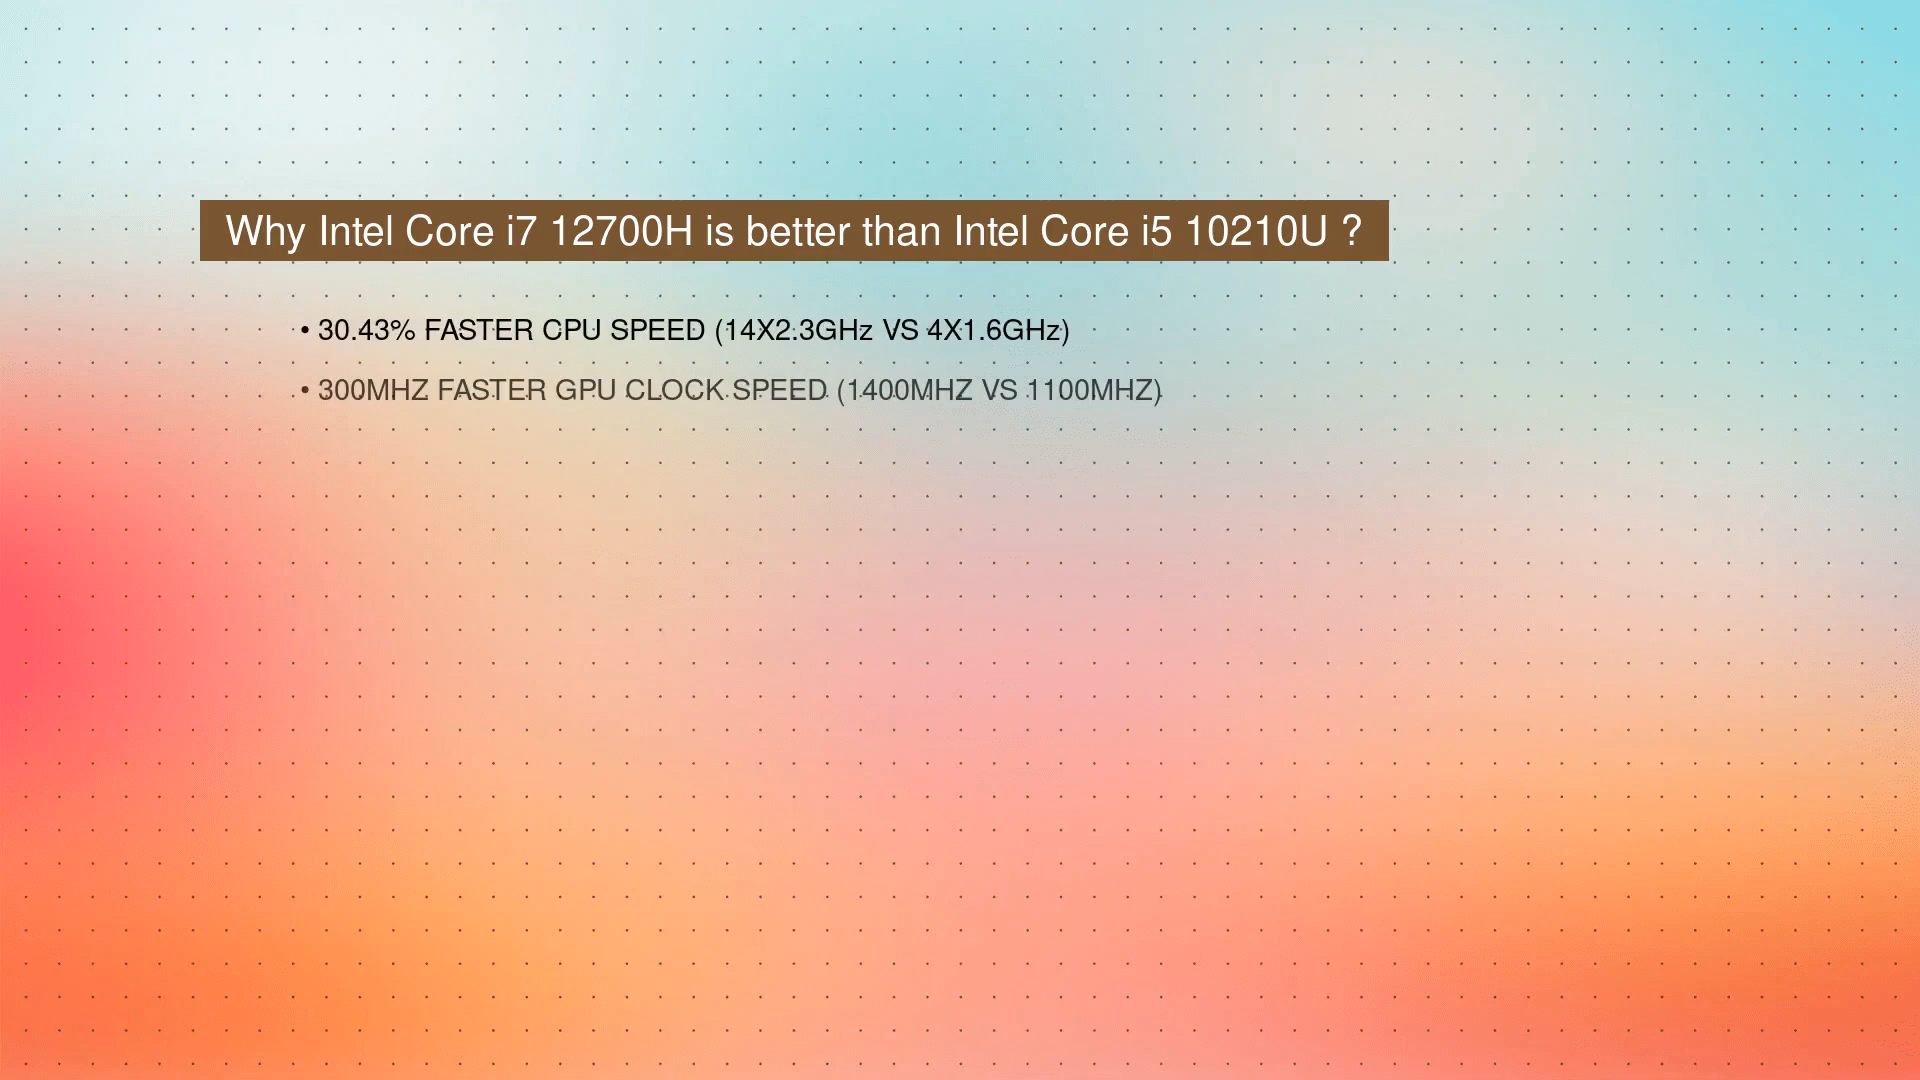 Why Intel Core i7 12700H is better than Intel Core i5 10210U ?
• 30.43% FASTER CPU SPEED (14X2.3GHz VS 4X1.6GHz)
• 300MHZ FASTER GPU CLOCK SPEED (1400MHZ VS 1100MHZ)